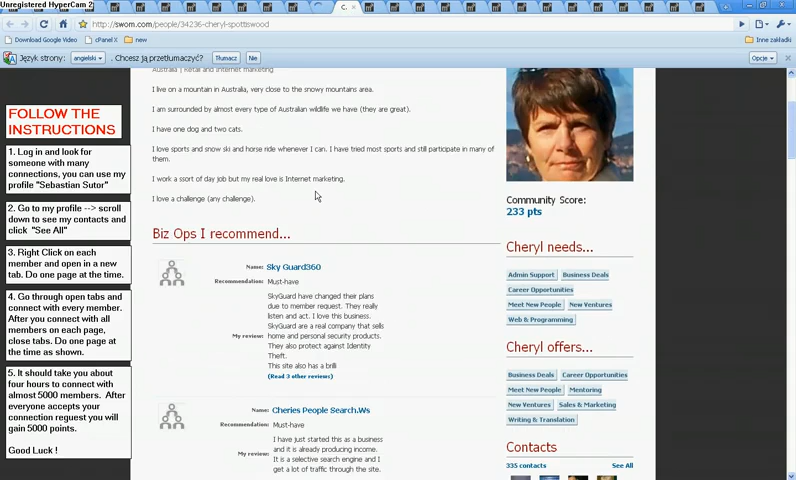 Unregistered HyperCam 2
C.
http://swom.com/people/34236-cheryl-spottiswood
Download Google Video
cPanel X
new
Inne zakładki
Język strony:
angielski
Chcesz ją przetłumaczyć?
Tłumacz
Nie
Opcje
FOLLOW THE
INSTRUCTIONS
1. Log in and look for
someone with many
connections, you can use my
profile "Sebastian Sutor"
2. Go to my profile --> scroll
down to see my contacts and
click "See All"
3. Right Click on each
member and open in a new
tab. Do one page at the time.
4. Go through open tabs and
connect with every member.
After you connect with all
members on each page,
close tabs. Do one page at
the time as shown.
5. It should take you about
four hours to connect with
almost 5000 members. After
everyone accepts your
connection reguest you will
gain 5000 points.
Good Luck !
Australia | Retail and Internet marketing
I live on a mountain in Australia, very close to the snowy mountains area.
I am surrounded by almost every type of Australian wildlife we have (they are great).
I have one dog and two cats.
I love sports and snow ski and horse ride whenever I can. I have tried most sports and still participate in many of
them.
I work a ssort of day job but my real love is Internet marketing.
I love a challenge (any challenge).
Biz Ops I recommend...
Name: Sky Guard360
Recommendation: Must-have
My review:
SkyGuard have changed their plans
due to member request. They really
listen and act. I love this business.
SkyGuard are a real company that sells
home and personal security products.
They also protect against Identity
Theft.
This site also has a brilli
(Read 3 other reviews)
Name: Cheries People Search.Ws
Recommendation: Must-have
My review:
I have just started this as a business
and it is already producing income.
It is a selective search engine and I
get a lot of traffic through the site.
Community Score:
233 pts
Cheryl needs...
Admin Support
Business Deals
Career Opportunities
Meet New People
New Ventures
Web & Programming
Cheryl offers...
Business Deals
Career Opportunities
Meet New People
Mentoring
New Ventures
Sales & Marketing
Writing & Translation
Contacts
335 contacts
See All